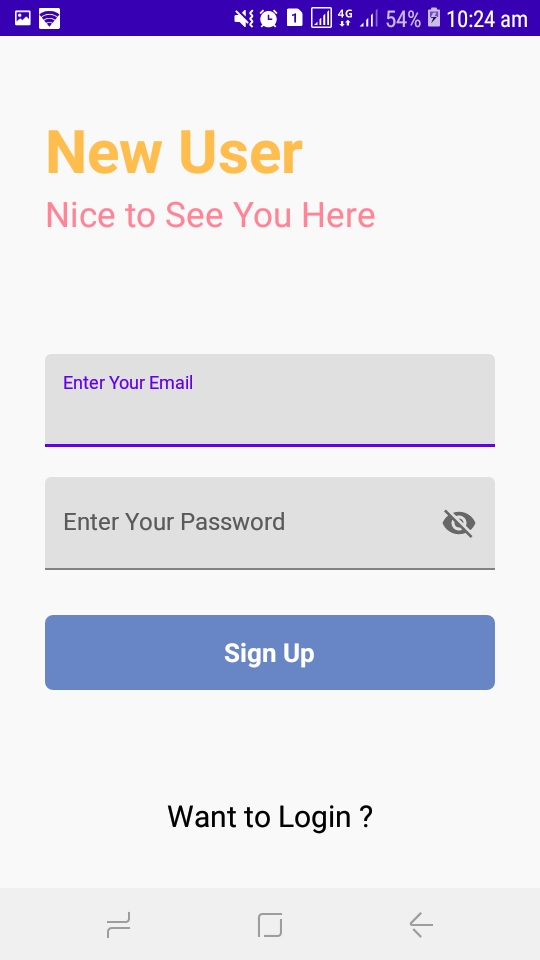 1 4G 54% 10:24 am
New User
Nice to See You Here
Enter Your Email
Enter Your Password
Sign Up
Want to Login ?